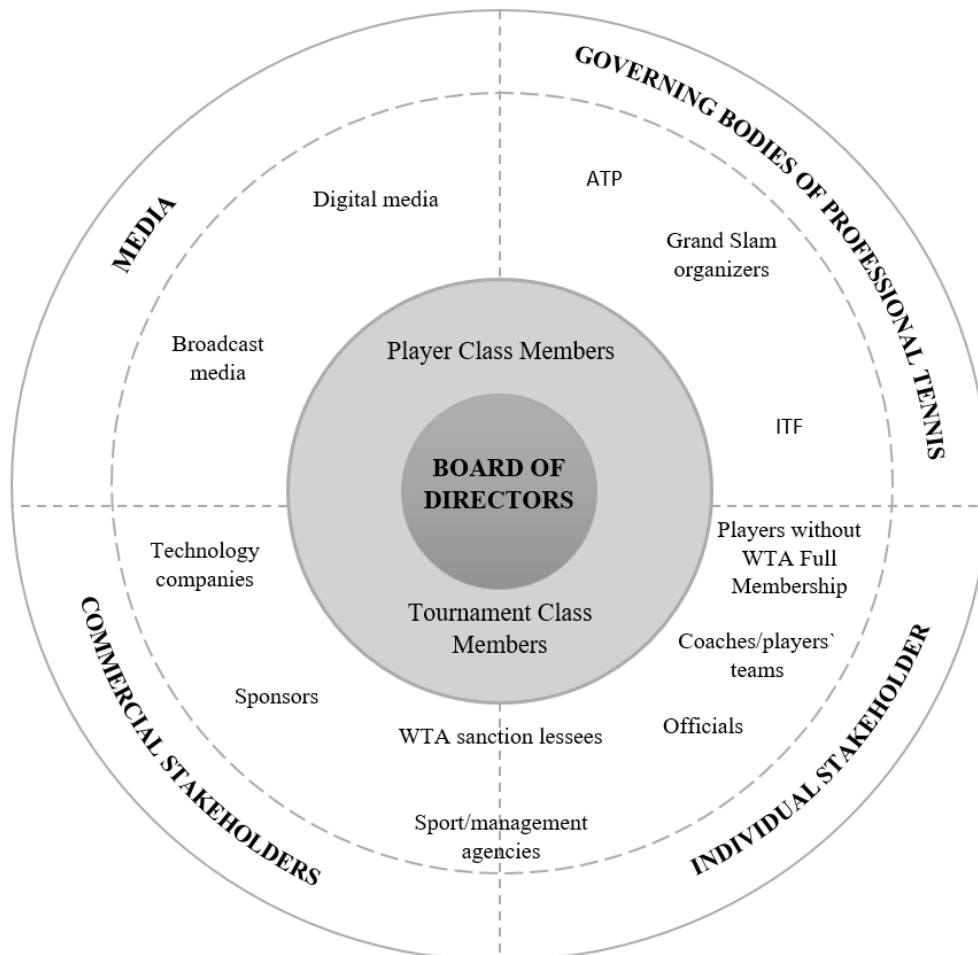 GOVERNING BODIES OF PROFESSIONAL TENNIS
MEDIA
Digital media
ATP
Grand Slam
organizers
Broadcast
media
Player Class Members
ITF
BOARD OF
DIRECTORS
Technology
companies
Players without
WTA Full
Membership
Tournament Class
Members
Coaches/players`
teams
Sponsors
WTA sanction lessees
Officials
Sport/management
agencies
COMMERCIAL STAKEHOLDERS
INDIVIDUAL STAKEHOLDER